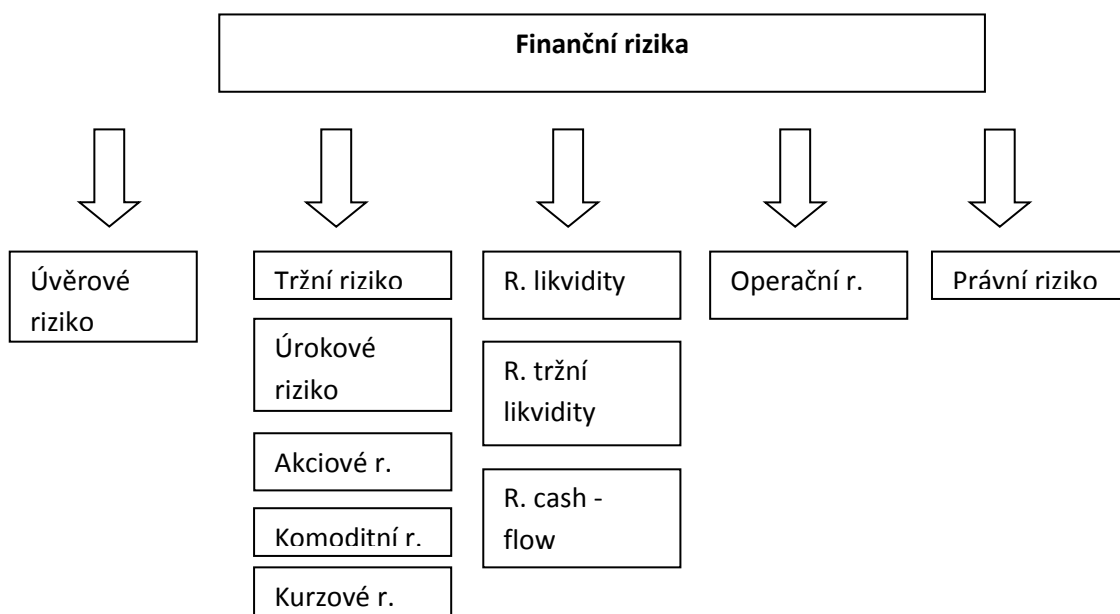 Finanční rizika
Úvěrové
riziko
Tržní riziko
Úrokové
riziko
Akciové r.
Komoditní r.
Kurzové r.
R. likvidity
R. tržní
likvidity
R. cash -
flow
Operační r.
Právní riziko